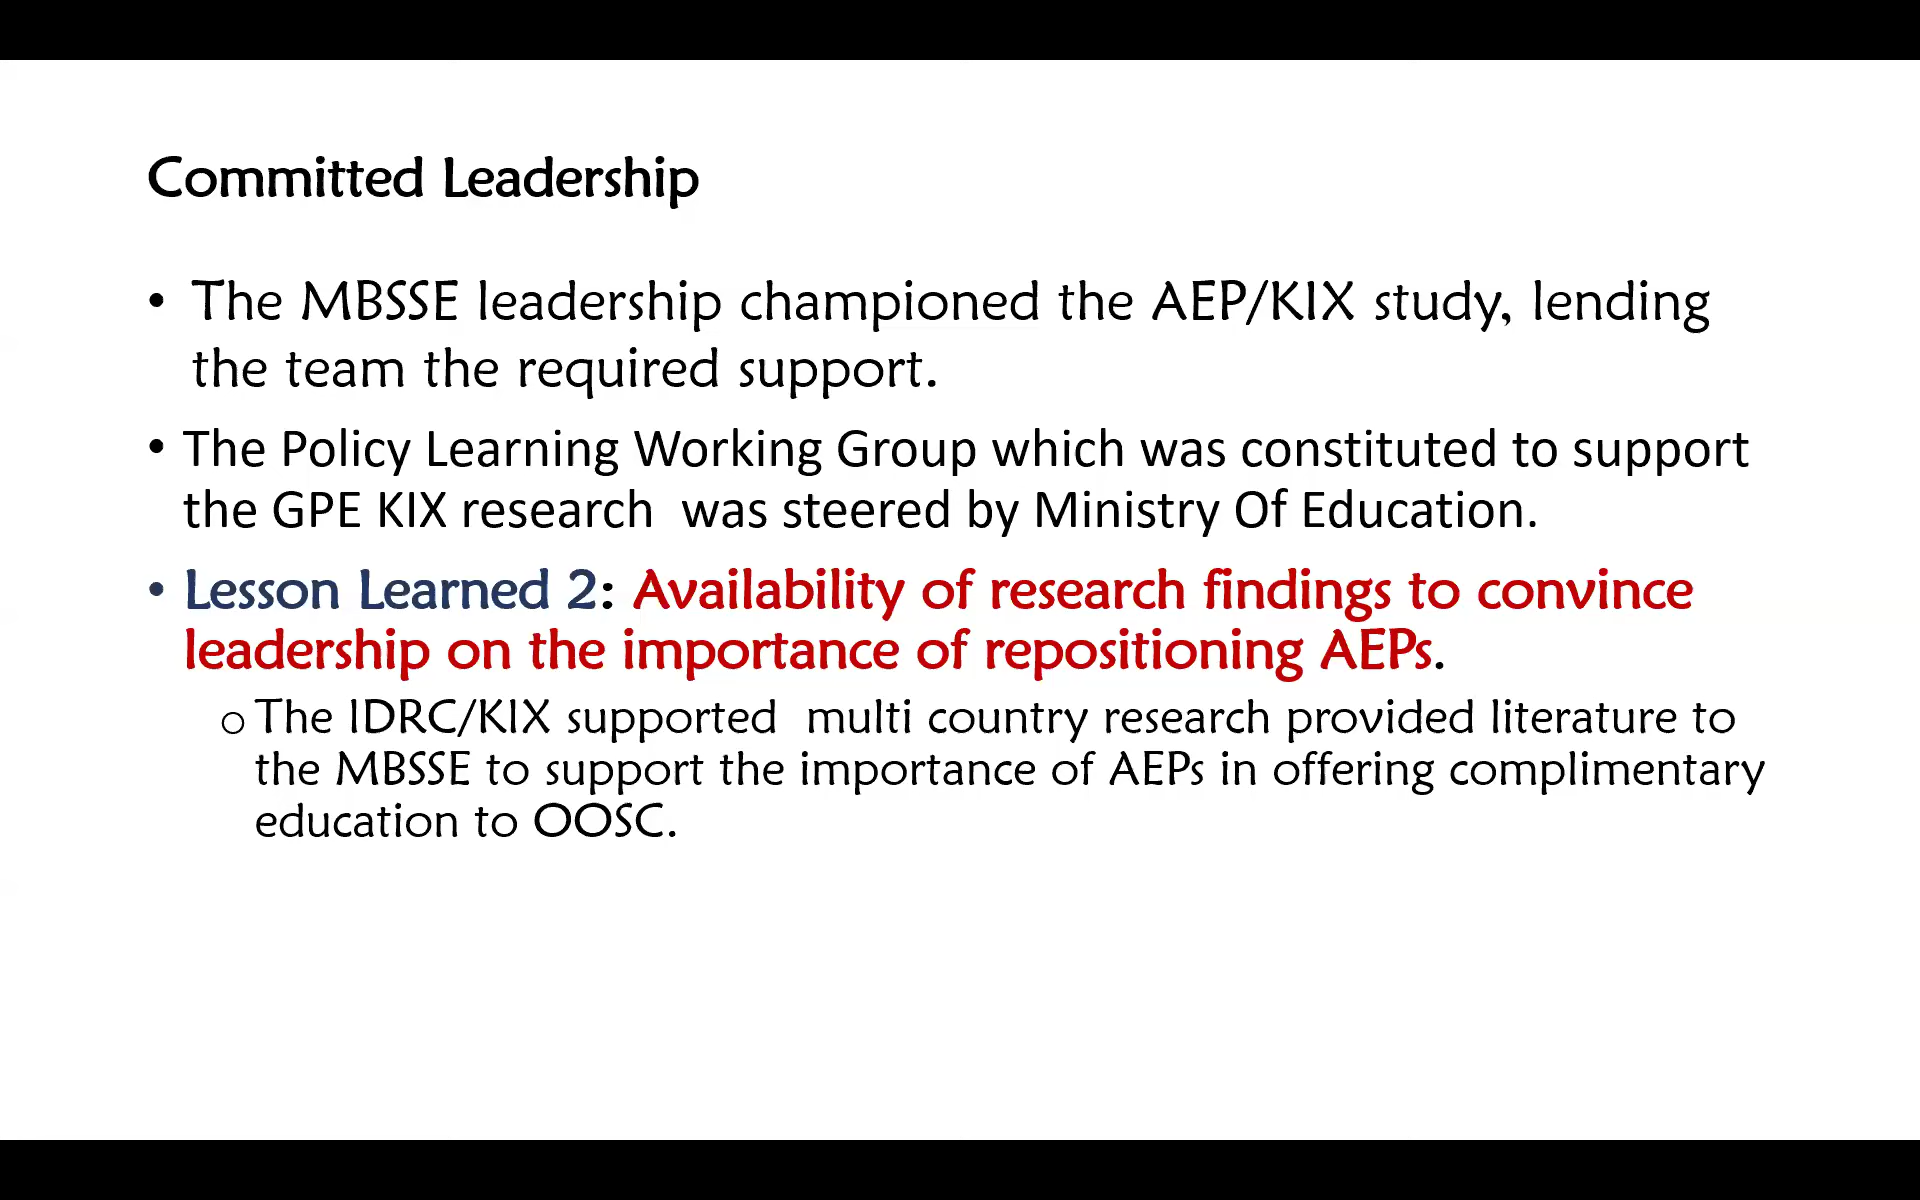 Committed Leadership
• The MBSSE leadership championed the AEP/KIX study, lending
the team the required support.
• The Policy Learning Working Group which was constituted to support
the GPE KIX research  was steered by Ministry Of Education.
• Lesson Learned 2: Availability of research findings to convince
leadership on the importance of repositioning AEPs.
o The IDRC/KIX supported  multi country research provided literature to
the MBSSE to support the importance of AEPs in offering complimentary
education to OOSC.